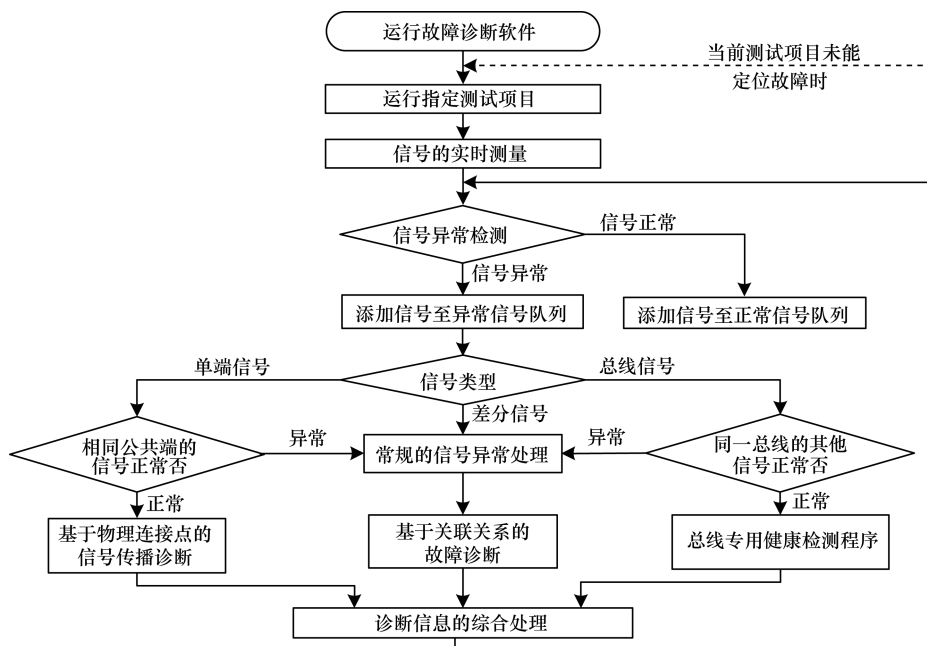 运行故障诊断软件
当前测试项目未能
定位故障时
运行指定测试项目
信号的实时测量
信号异常检测
信号正常
信号异常
添加信号至异常信号队列
添加信号至正常信号队列
单端信号
信号类型
总线信号
差分信号
相同公共端的
信号正常否
异常
常规的信号异常处理
异常
同一总线的其他
信号正常否
正常
正常
基于物理连接点的
信号传播诊断
基于关联关系的
故障诊断
总线专用健康检测程序
诊断信息的综合处理